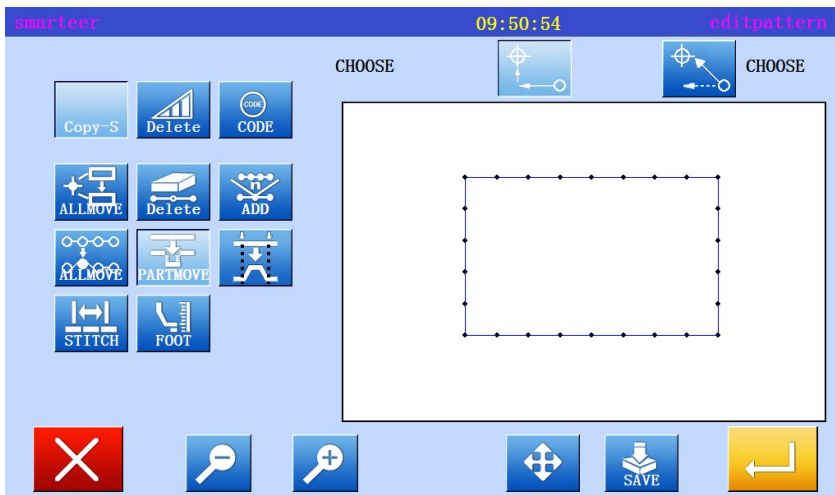 smarteer 09:50:54 editpattern
CHOOSE CHOOSE
Copy-S Delete CODE CODE
ALLMOVE Delete n ADD
ALLMOVE PARTMOVE
STITCH FOOT
SAVE